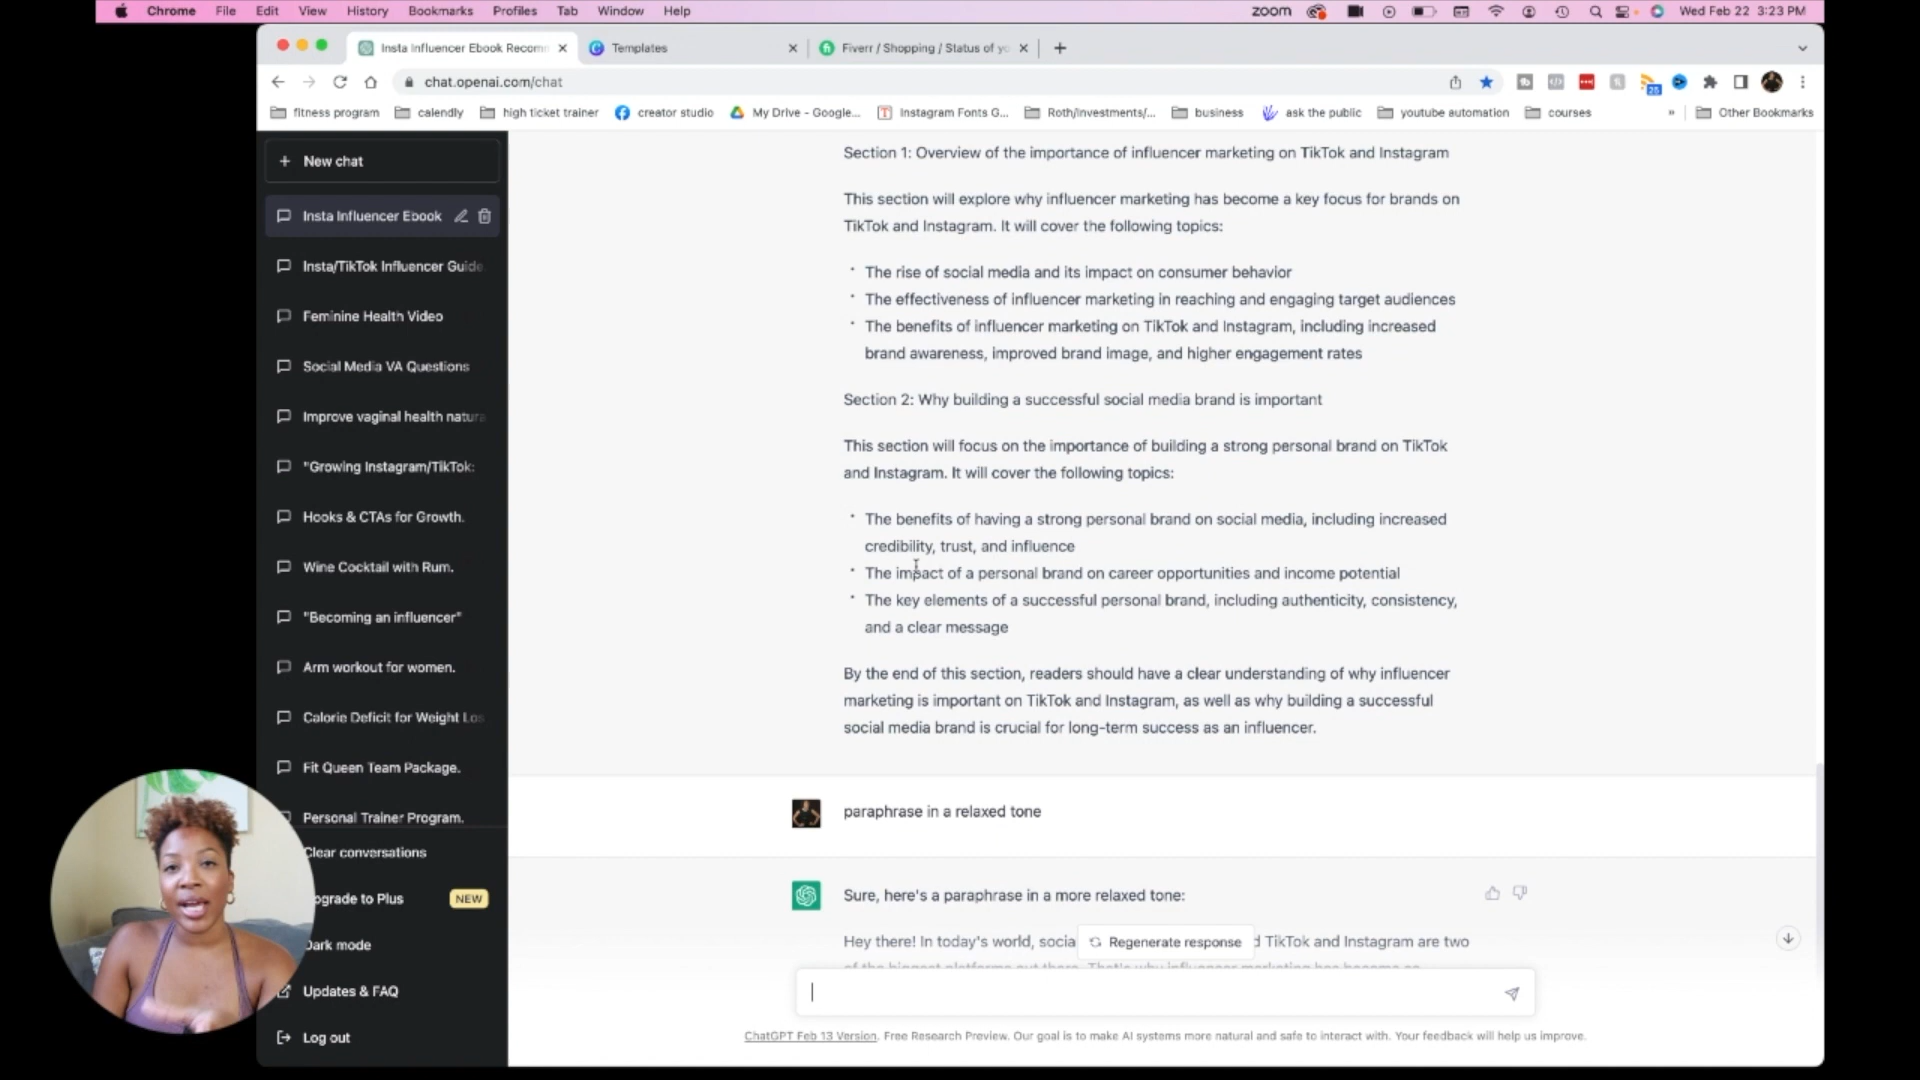 Chrome File Edit View History Bookmarks Profiles Tab Window Help zoom Wed Feb 22 3:23 PM
Insta Influencer Ebook Recom Templates Fiverr / Shopping / Status of yo
chat.openai.com/chat
fitness program calendly high ticket trainer creator studio My Drive - Google... Instagram Fonts G... Roth/Investments/... business ask the public youtube automation courses » Other Bookmarks
New chat
Insta Influencer Ebook
Insta/TikTok Influencer Guide
Feminine Health Video
Social Media VA Questions
Improve vaginal health natura
"Growing Instagram/TikTok:
Hooks & CTAs for Growth.
Wine Cocktail with Rum.
"Becoming an influencer"
Arm workout for women.
Calorie Deficit for Weight Los
Fit Queen Team Package.
Personal Trainer Program.
Clear conversations
pgrade to Plus NEW
Dark mode
Updates & FAQ
Log out
Section 1: Overview of the importance of influencer marketing on TikTok and Instagram
This section will explore why influencer marketing has become a key focus for brands on
TikTok and Instagram. It will cover the following topics:
· The rise of social media and its impact on consumer behavior
· The effectiveness of influencer marketing in reaching and engaging target audiences
· The benefits of influencer marketing on TikTok and Instagram, including increased
brand awareness, improved brand image, and higher engagement rates
Section 2: Why building a successful social media brand is important
This section will focus on the importance of building a strong personal brand on TikTok
and Instagram. It will cover the following topics:
· The benefits of having a strong personal brand on social media, including increased
credibility, trust, and influence
· The impact of a personal brand on career opportunities and income potential
· The key elements of a successful personal brand, including authenticity, consistency,
and a clear message
By the end of this section, readers should have a clear understanding of why influencer
marketing is important on TikTok and Instagram, as well as why building a successful
social media brand is crucial for long-term success as an influencer.
paraphrase in a relaxed tone
Sure, here's a paraphrase in a more relaxed tone:
Hey there! In today's world, socia Regenerate response d TikTok and Instagram are two
of the biggest platforms out there. That's why influencer marketing has become so
ChatGPT Feb 13 Version. Free Research Preview. Our goal is to make AI systems more natural and safe to interact with. Your feedback will help us improve.